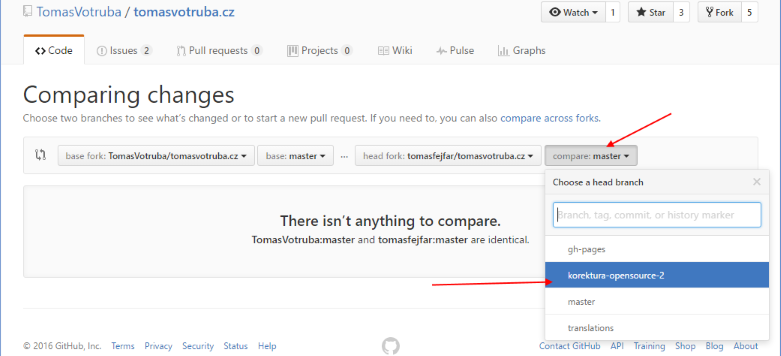 TomasVotruba / tomasvotruba.cz
Watch 1 Star 3 Fork 5
Code Issues 2 Pull requests 0 Projects 0 Wiki Pulse Graphs
Comparing changes
Choose two branches to see what's changed or to start a new pull request. If you need to, you can also compare across forks.
base fork: TomasVotruba/tomasvotruba.cz base: master ... head fork: tomasfejfar/tomasvotruba.cz compare: master
Choose a head branch
Branch, tag, commit, or history marker
There isn't anything to compare.
TomasVotruba:master and tomasfejfar:master are identical.
gh-pages
korektura-opensource-2
master
translations
© 2016 GitHub, Inc. Terms Privacy Security Status Help
Contact GitHub API Training Shop Blog About